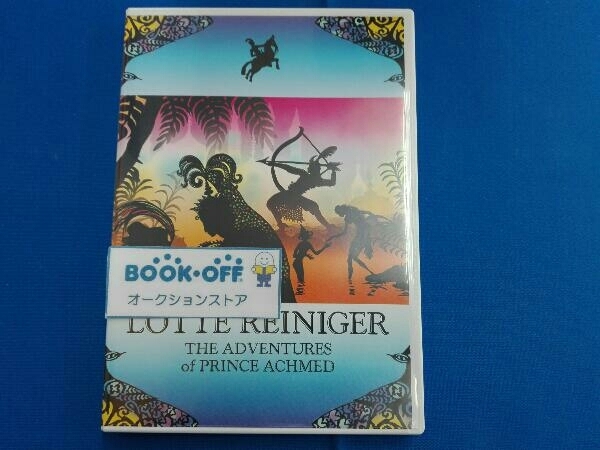 BOOK・OFF
オークションストア
LOTTE REINIGER
THE ADVENTURES
of PRINCE ACHMED